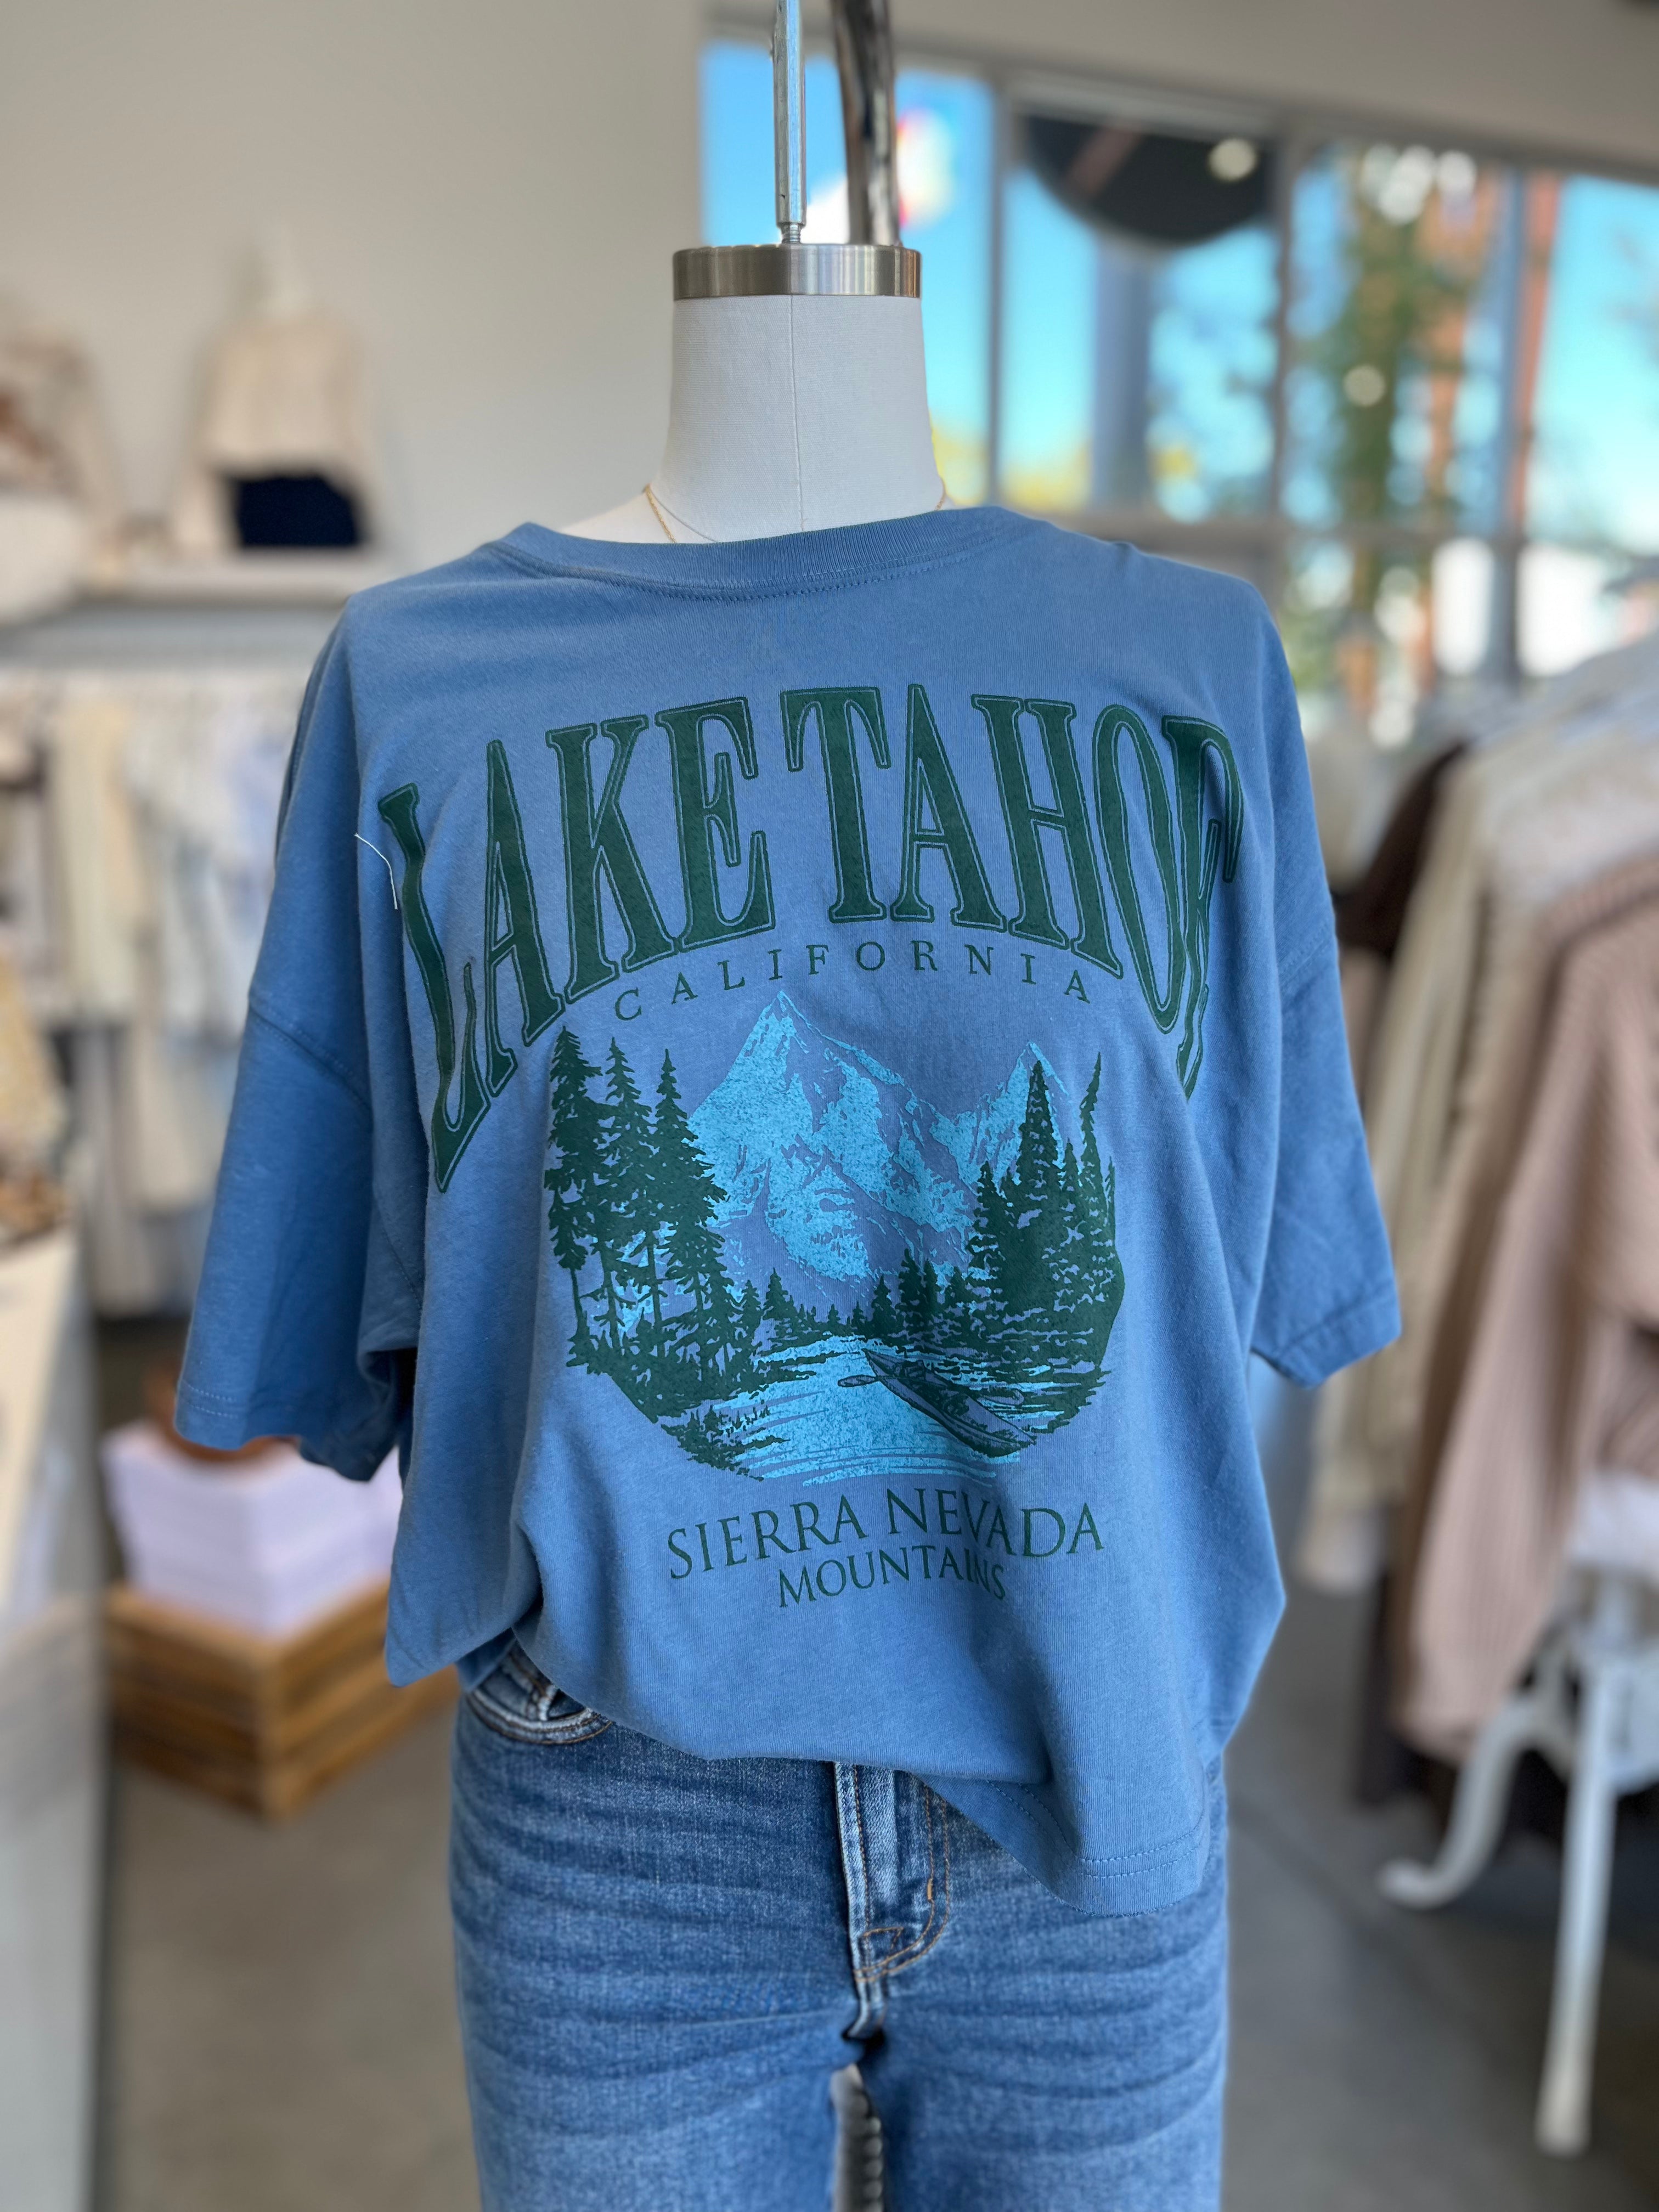 LAKE TAHOE
CALIFORNIA
SIERRA NEVADA
MOUNTAINS